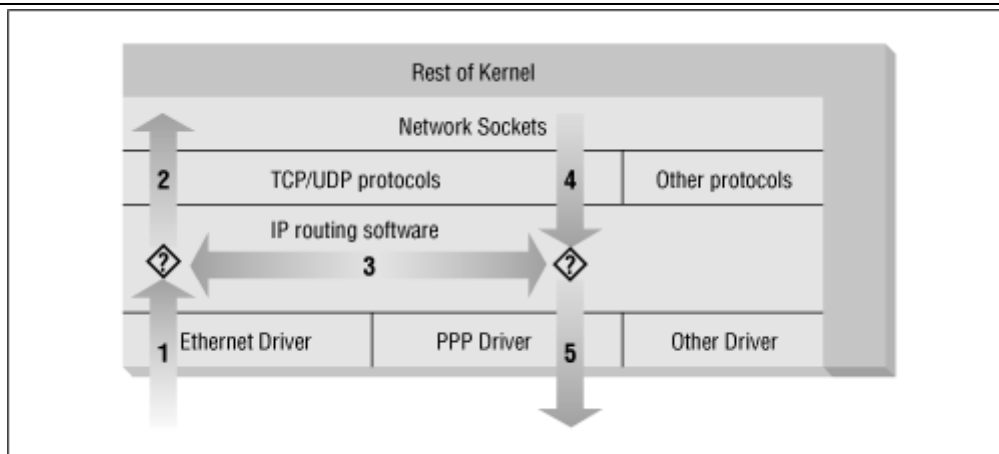 Rest of Kernel
Network Sockets
2 TCP/UDP protocols 4 Other protocols
IP routing software
? 3 ?
1 Ethernet Driver PPP Driver 5 Other Driver